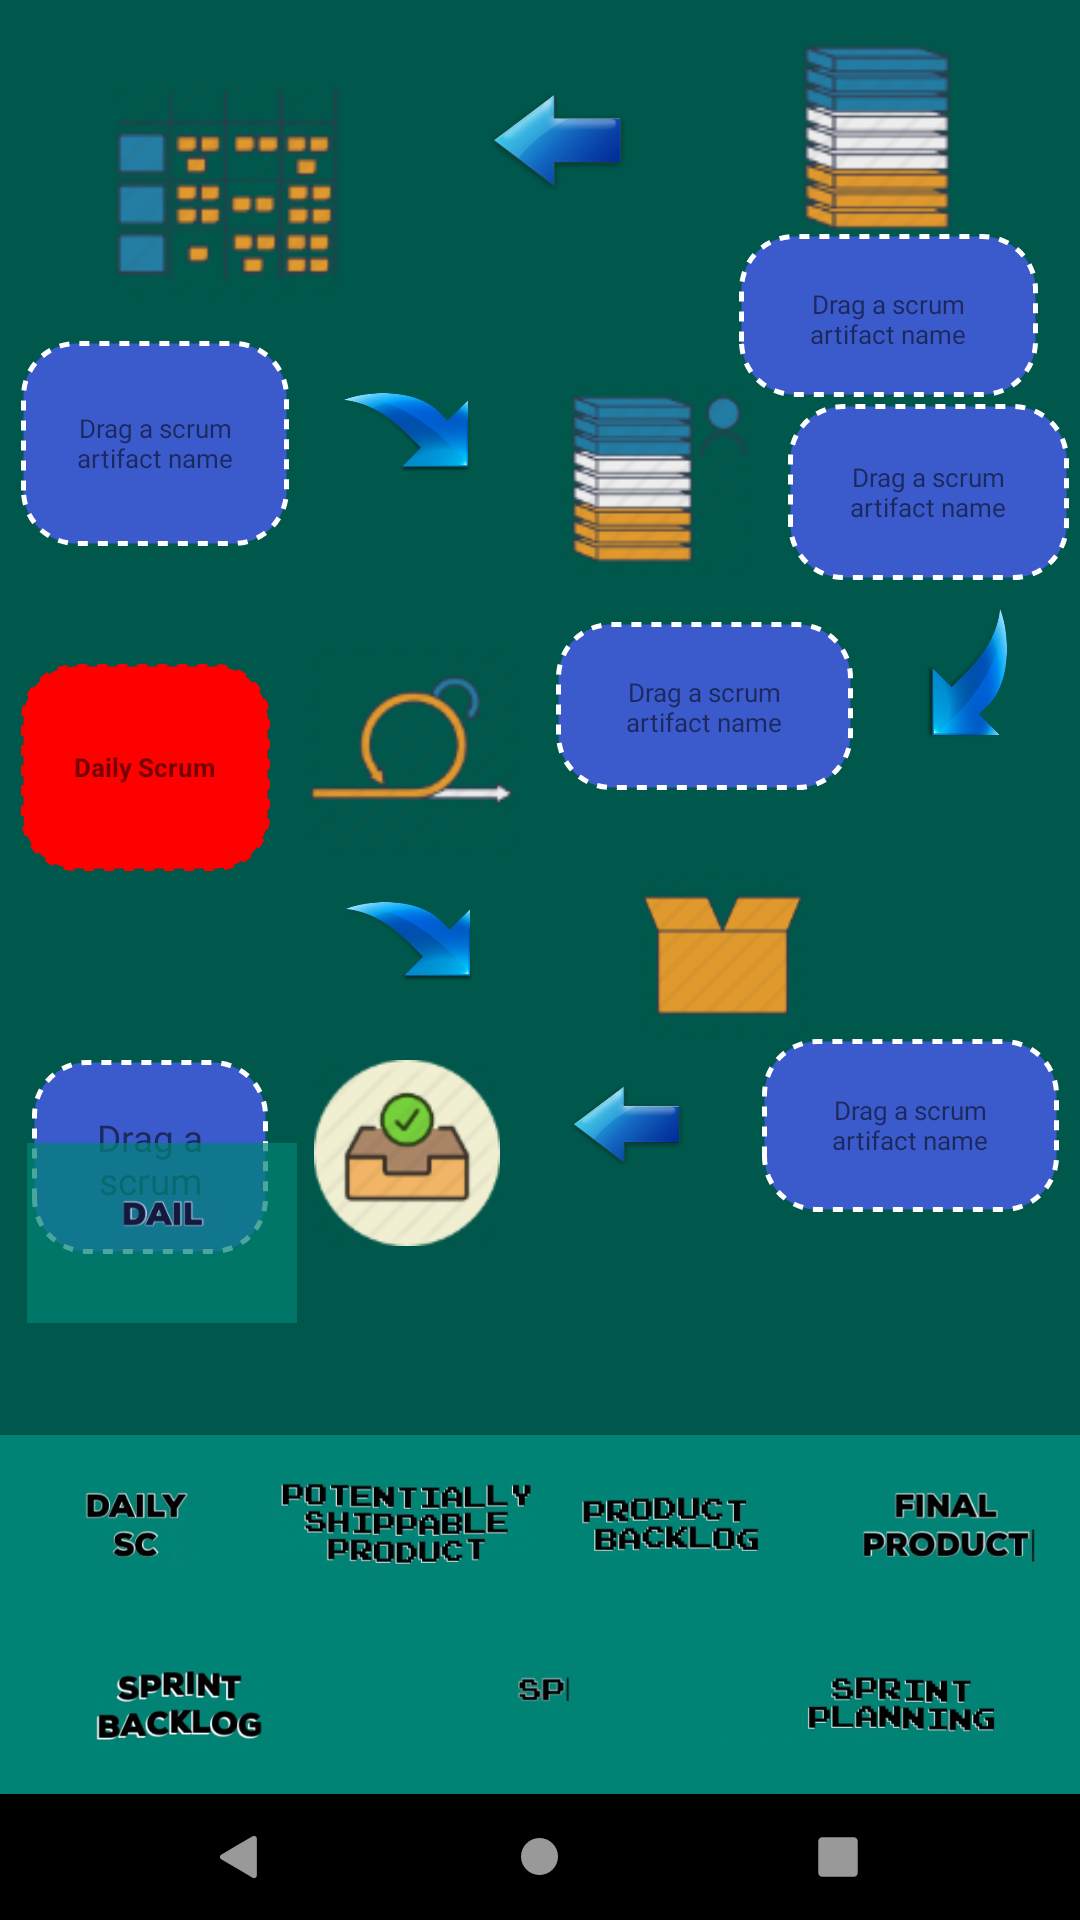 Drag a scrum
artifact name
Drag a scrum
artifact name
Drag a scrum
artifact name
Drag a scrum
artifact name
Daily Scrum
Drag a scrum
artifact name
Drag a
scrum
DAIL
DAILY
SC
POTENTIALLY
SHIPPABLE
PRODUCT
PRODUCT
BACKLOG
FINAL
PRODUCT
SPRINT
BACKLOG
SP
SPRINT
PLANNING